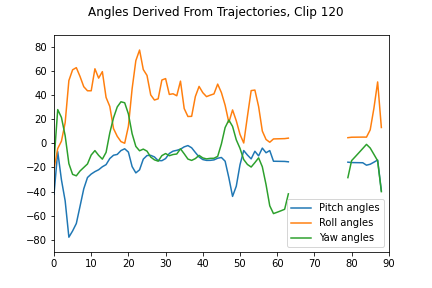 Angles Derived From Trajectories, Clip 120
80
60
40
20
0
−20
−40
−60
−80
Pitch angles
Roll angles
Yaw angles
0 10 20 30 40 50 60 70 80 90